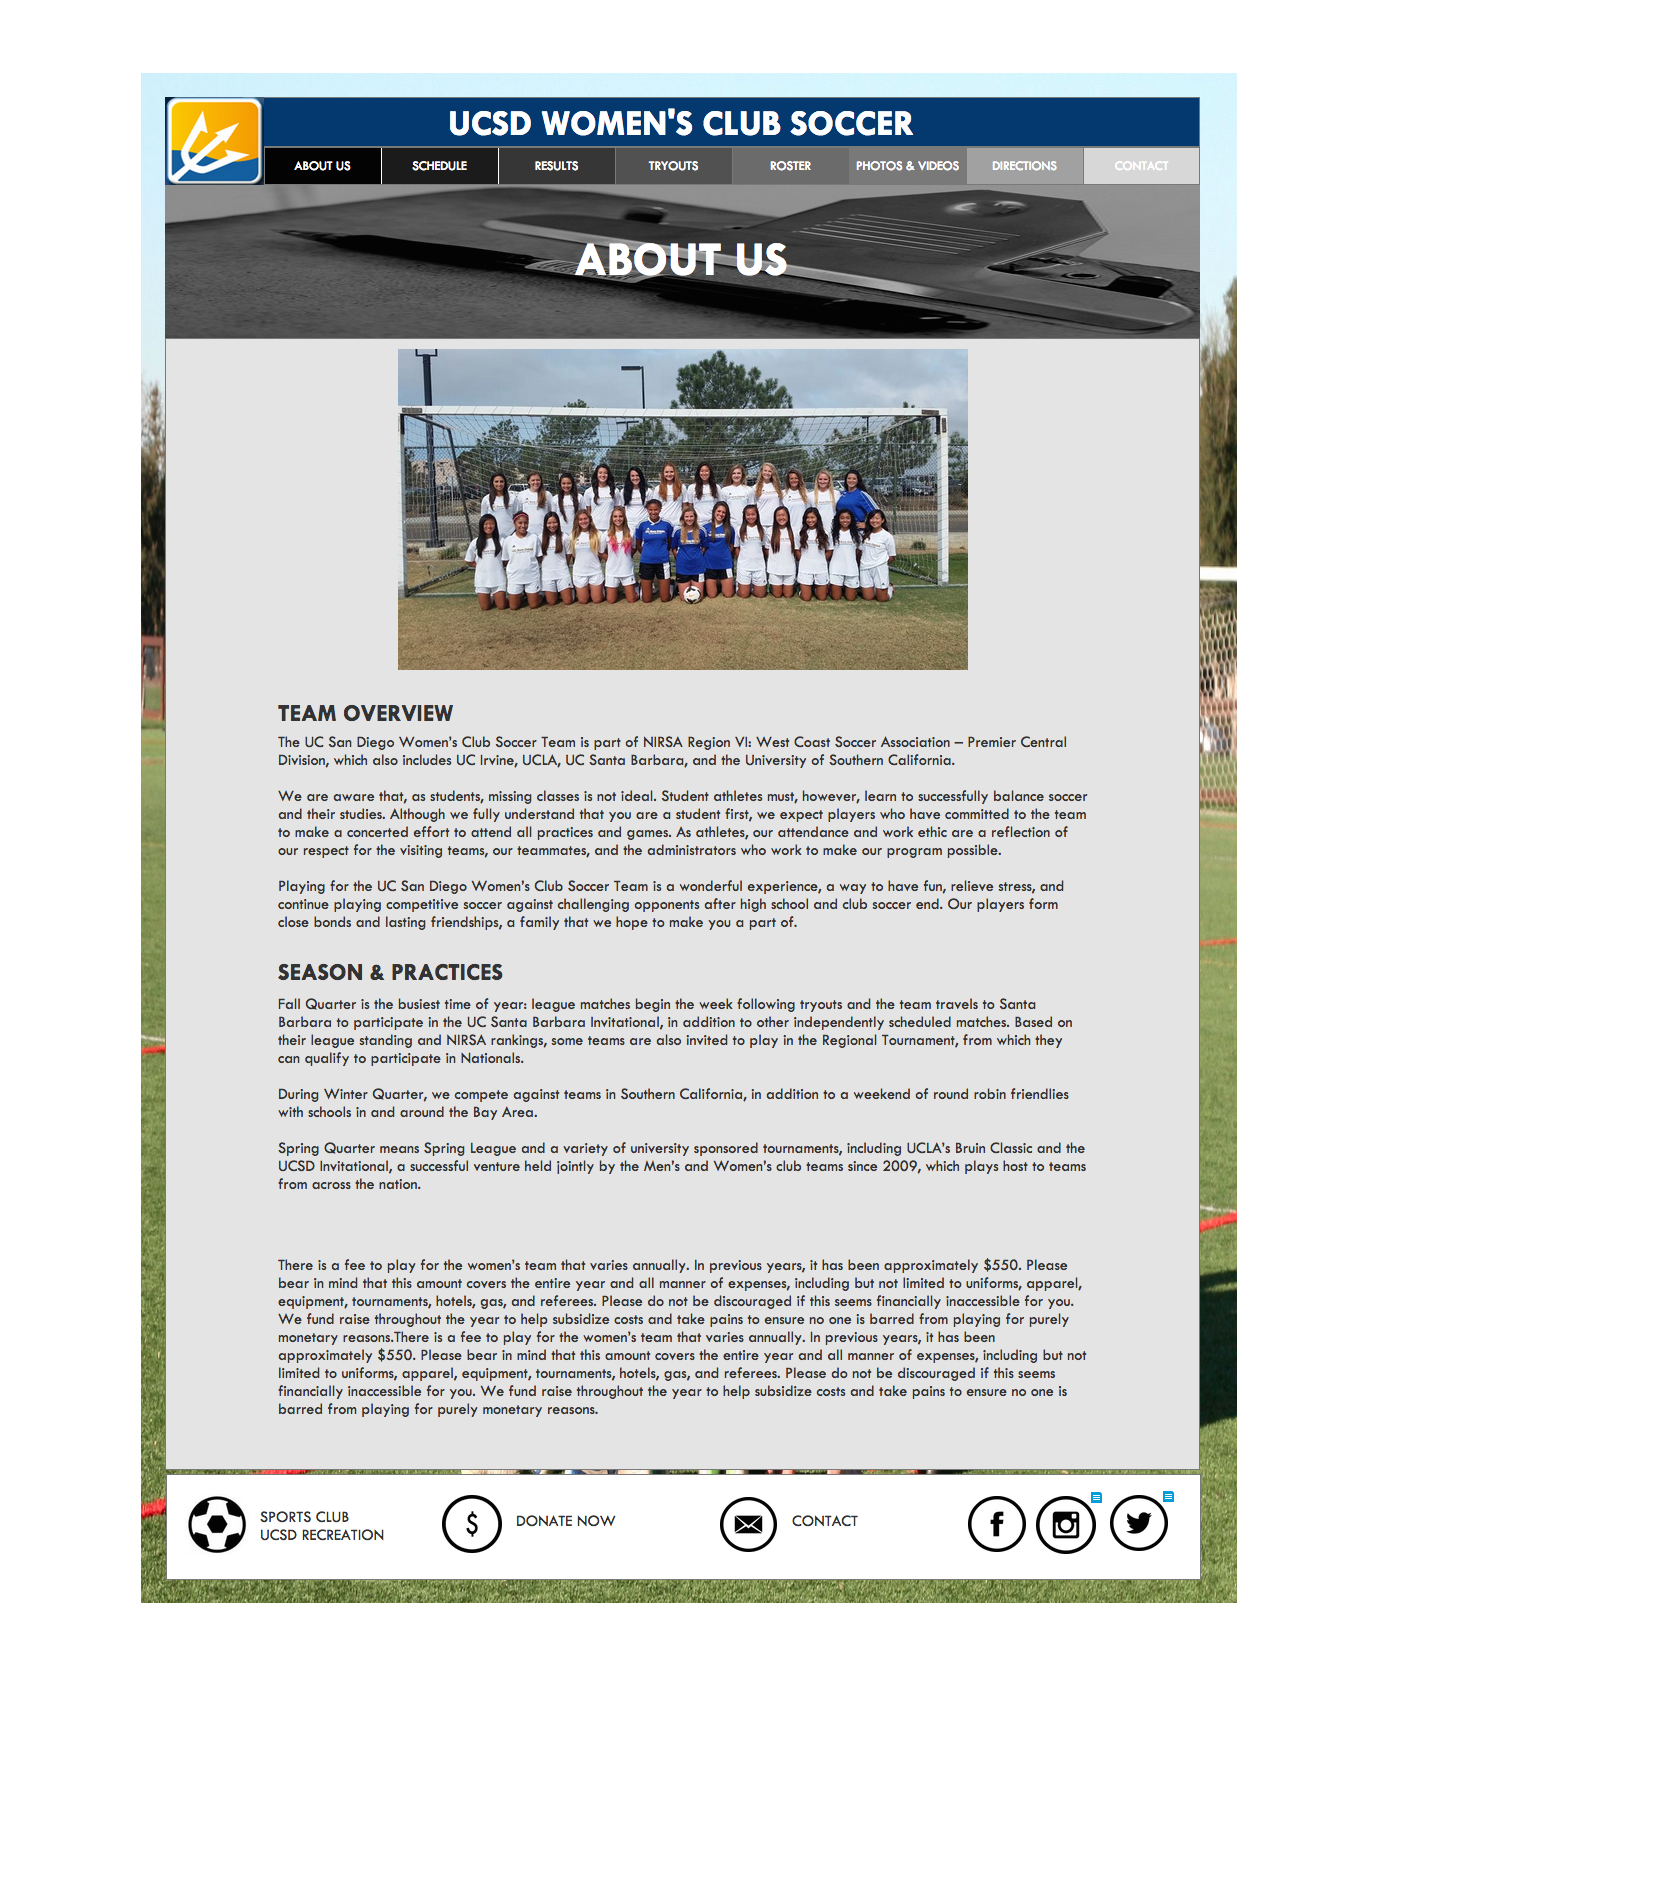 UCSD WOMEN'S CLUB SOCCER
ABOUT US
SCHEDULE
RESULTS
TRYOUTS
ROSTER
PHOTOS & VIDEOS
DIRECTIONS
CONTACT
ABOUT US
TEAM OVERVIEW
The UC San Diego Women's Club Soccer Team is part of NIRSA Region VI: West Coast Soccer Association – Premier Central
Division, which also includes UC Irvine, UCLA, UC Santa Barbara, and the University of Southern California.
We are aware that, as students, missing classes is not ideal. Student athletes must, however, learn to successfully balance soccer
and their studies. Although we fully understand that you are a student first, we expect players who have committed to the team
to make a concerted effort to attend all practices and games. As athletes, our attendance and work ethic are a reflection of
our respect for the visiting teams, our teammates, and the administrators who work to make our program possible.
Playing for the UC San Diego Women's Club Soccer Team is a wonderful experience, a way to have fun, relieve stress, and
continue playing competitive soccer against challenging opponents after high school and club soccer end. Our players form
close bonds and lasting friendships, a family that we hope to make you a part of.
SEASON & PRACTICES
Fall Quarter is the busiest time of year: league matches begin the week following tryouts and the team travels to Santa
Barbara to participate in the UC Santa Barbara Invitational, in addition to other independently scheduled matches. Based on
their league standing and NIRSA rankings, some teams are also invited to play in the Regional Tournament, from which they
can qualify to participate in Nationals.
During Winter Quarter, we compete against teams in Southern California, in addition to a weekend of round robin friendlies
with schools in and around the Bay Area.
Spring Quarter means Spring League and a variety of university sponsored tournaments, including UCLA's Bruin Classic and the
UCSD Invitational, a successful venture held jointly by the Men's and Women's club teams since 2009, which plays host to teams
from across the nation.
There is a fee to play for the women's team that varies annually. In previous years, it has been approximately $550. Please
bear in mind that this amount covers the entire year and all manner of expenses, including but not limited to uniforms, apparel,
equipment, tournaments, hotels, gas, and referees. Please do not be discouraged if this seems financially inaccessible for you.
We fund raise throughout the year to help subsidize costs and take pains to ensure no one is barred from playing for purely
monetary reasons.There is a fee to play for the women's team that varies annually. In previous years, it has been
approximately $550. Please bear in mind that this amount covers the entire year and all manner of expenses, including but not
limited to uniforms, apparel, equipment, tournaments, hotels, gas, and referees. Please do not be discouraged if this seems
financially inaccessible for you. We fund raise throughout the year to help subsidize costs and take pains to ensure no one is
barred from playing for purely monetary reasons.
SPORTS CLUB
UCSD RECREATION
$
DONATE NOW
CONTACT
f